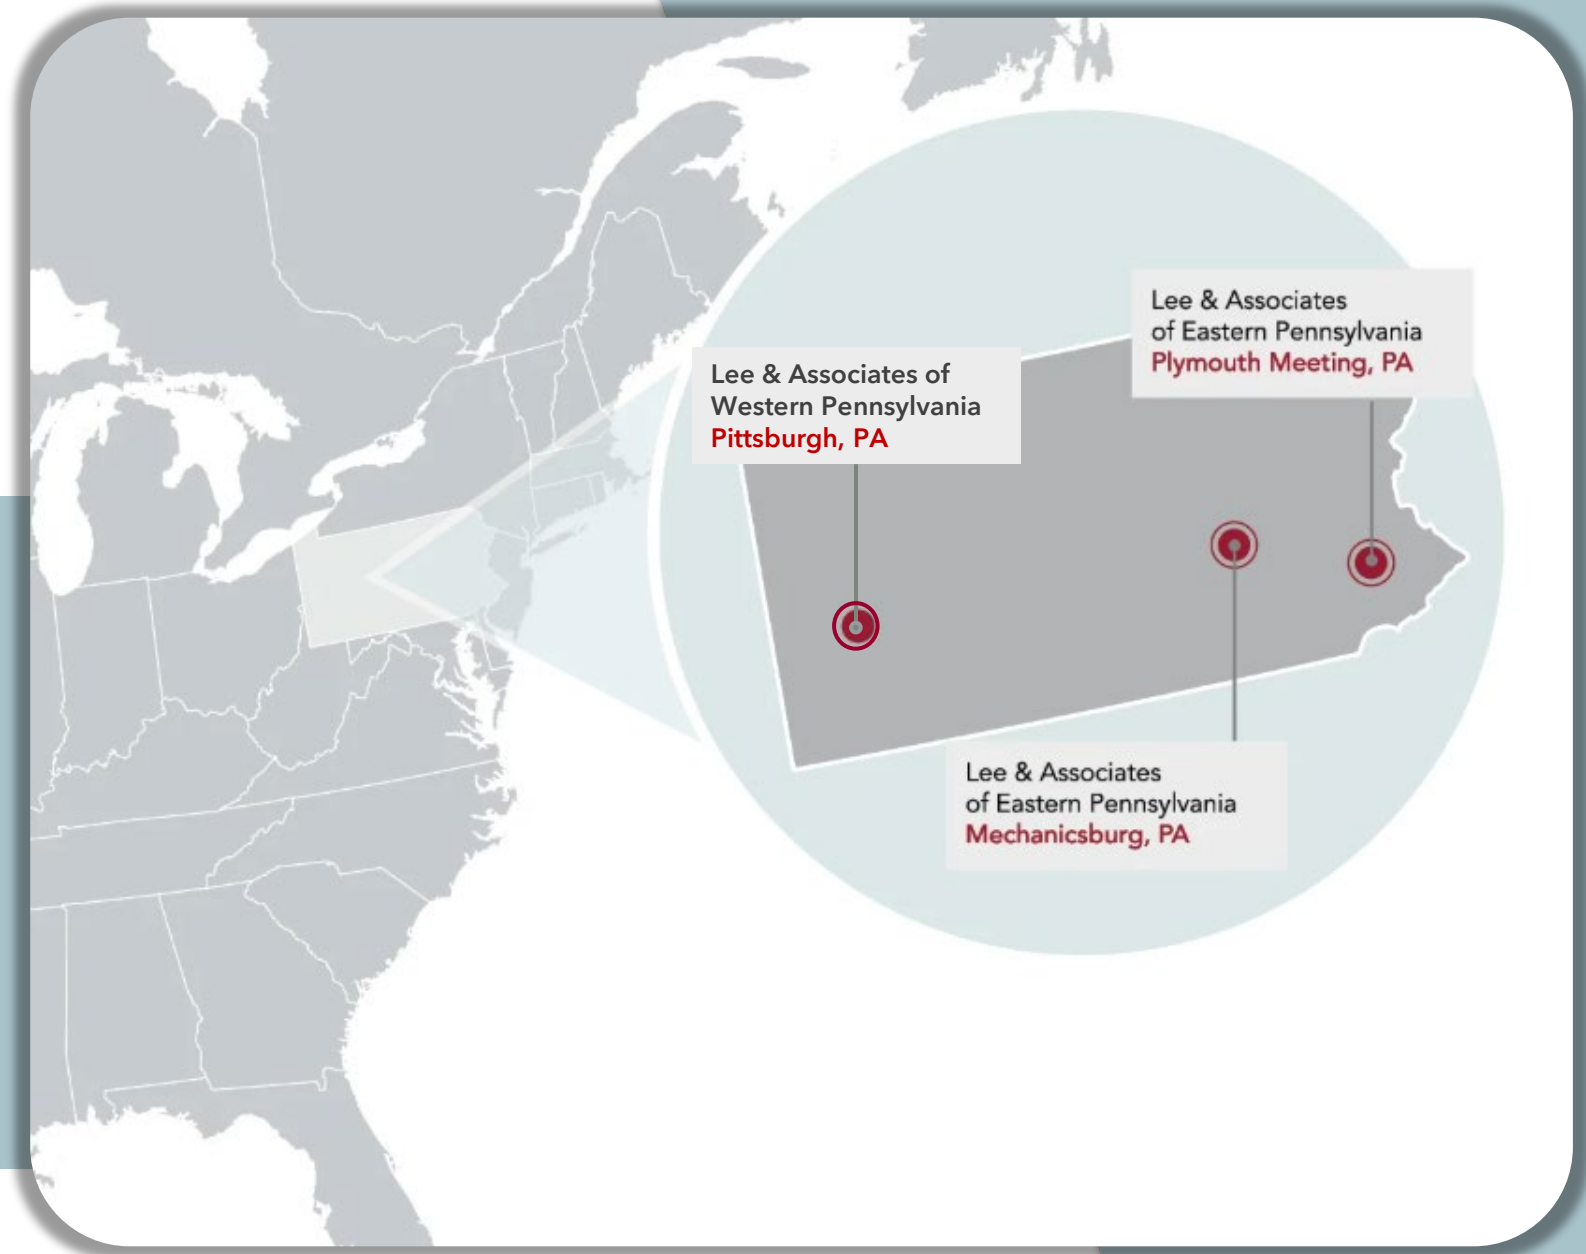 Lee & Associates of
Western Pennsylvania
Pittsburgh, PA
Lee & Associates
of Eastern Pennsylvania
Plymouth Meeting, PA
Lee & Associates
of Eastern Pennsylvania
Mechanicsburg, PA